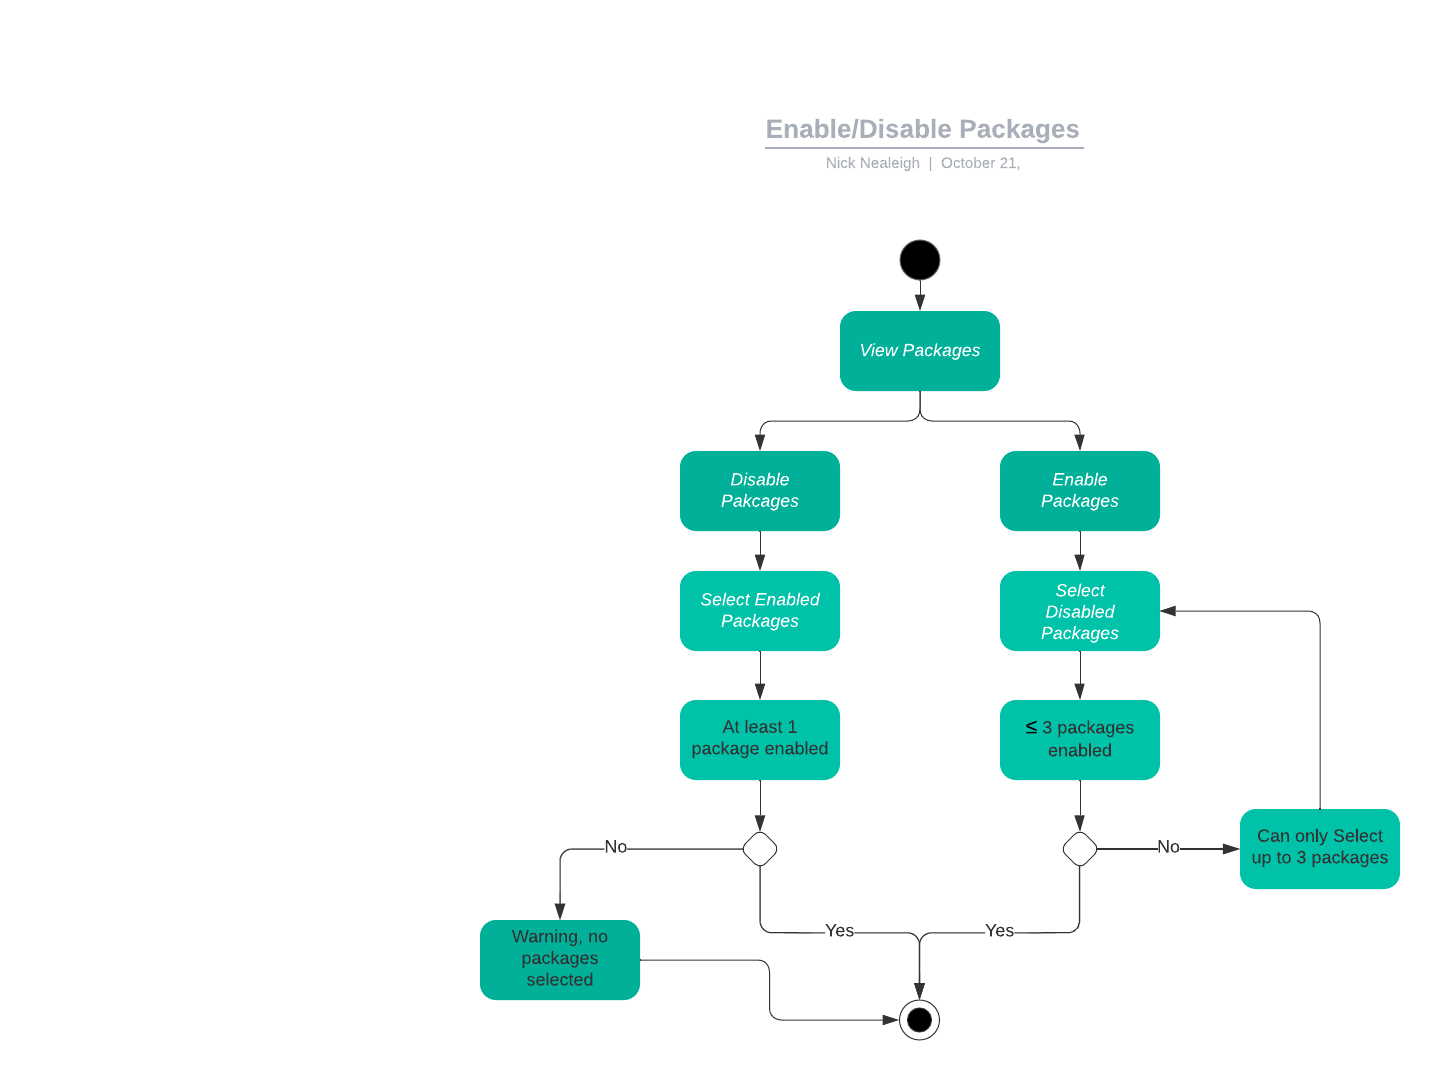 Enable/Disable Packages
Nick Nealeigh | October 21,
View Packages
Disable
Pakcages
Enable
Packages
Select Enabled
Packages
Select
Disabled
Packages
At least 1
package enabled
≤ 3 packages
enabled
No
No
Can only Select
up to 3 packages
Yes
Yes
Warning, no
packages
selected